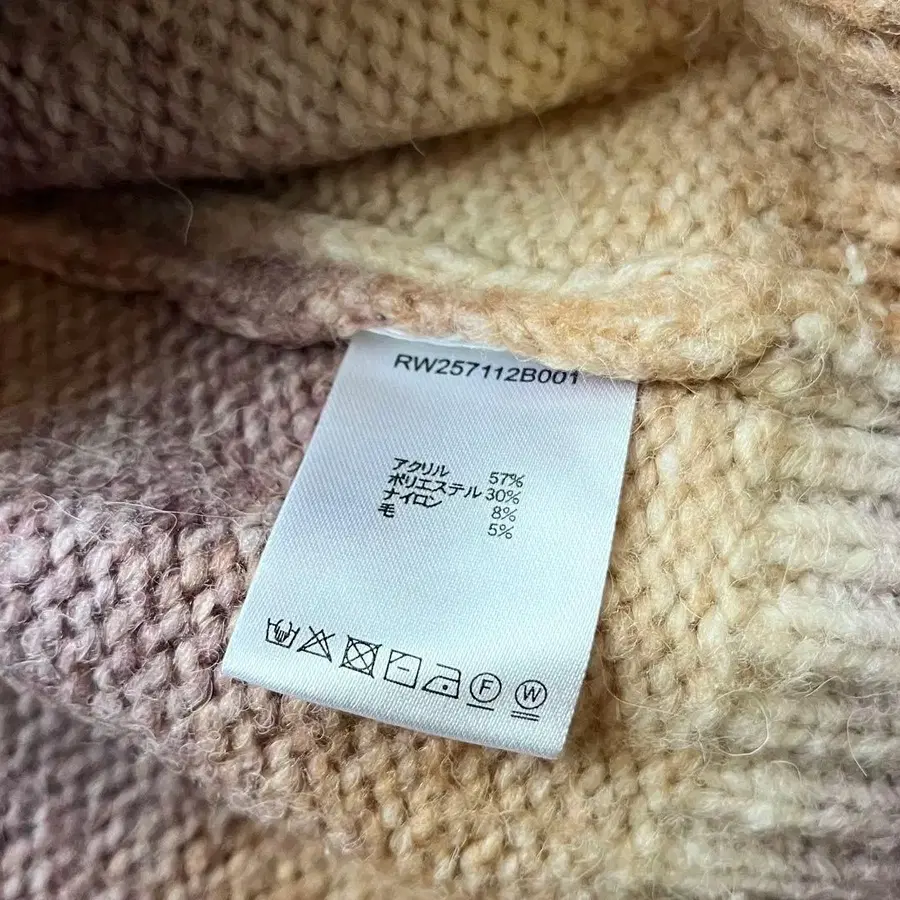 RW257112B001
アクリル 57%
ポリエステル 30%
ナイロン 8%
毛 5%
F W